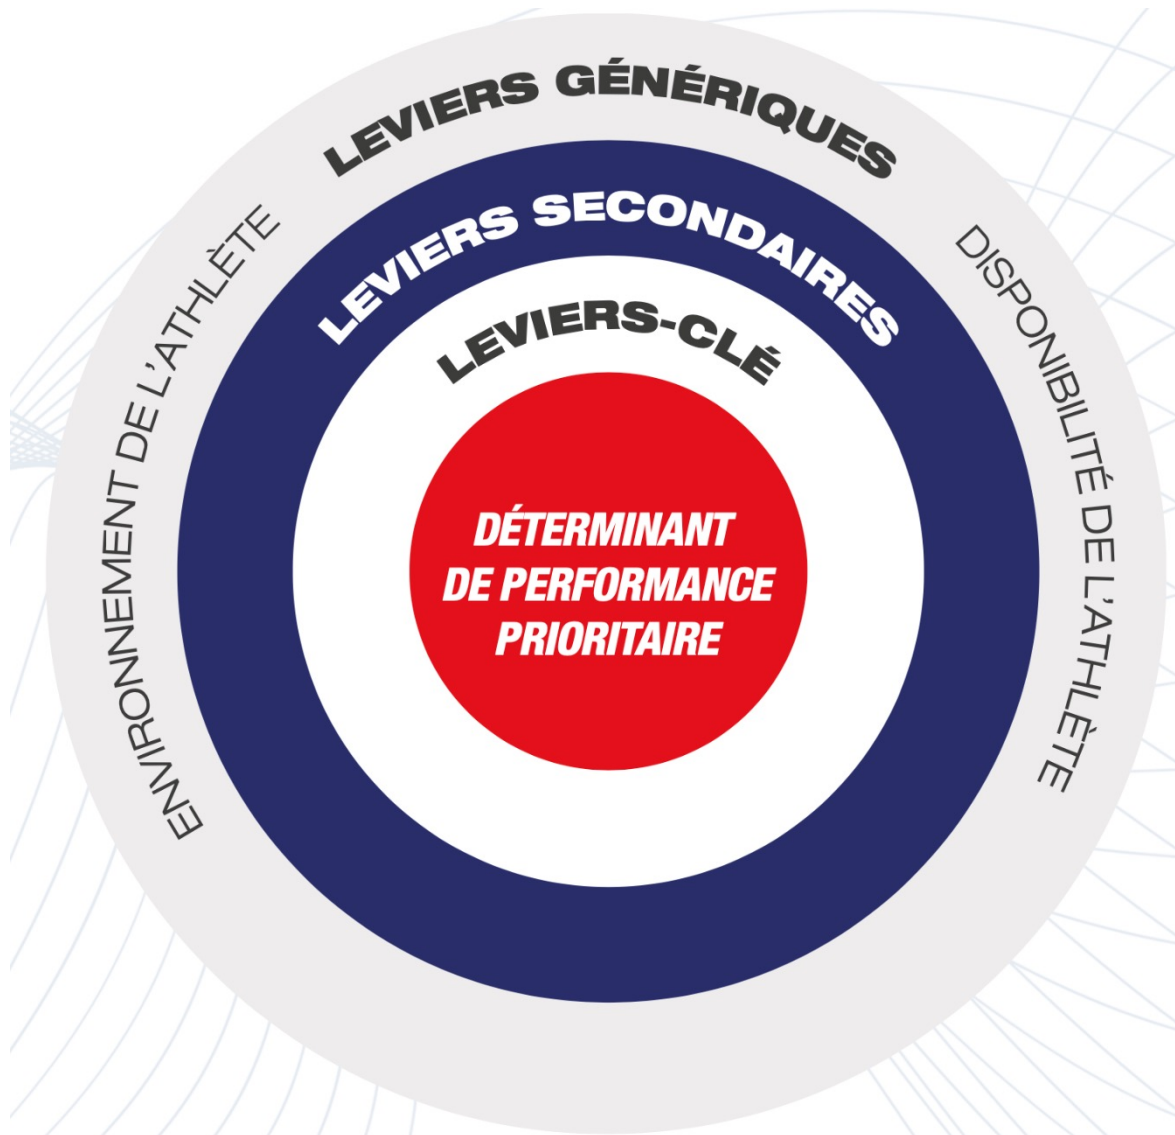 LEVIERS GÉNÉRIQUES
ENVIRONNEMENT DE L'ATHLÈTE
DISPONIBILITÉ DE L'ATHLÈTE
LEVIERS SECONDAIRES
LEVIERS-CLÉ
DÉTERMINANT
DE PERFORMANCE
PRIORITAIRE